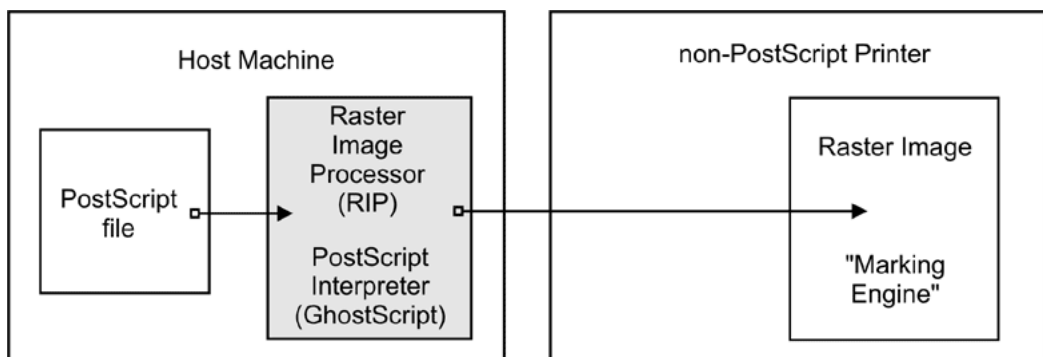 Host Machine
PostScript
file
Raster
Image
Processor
(RIP)
PostScript
Interpreter
(GhostScript)
non-PostScript Printer
Raster Image
"Marking
Engine"